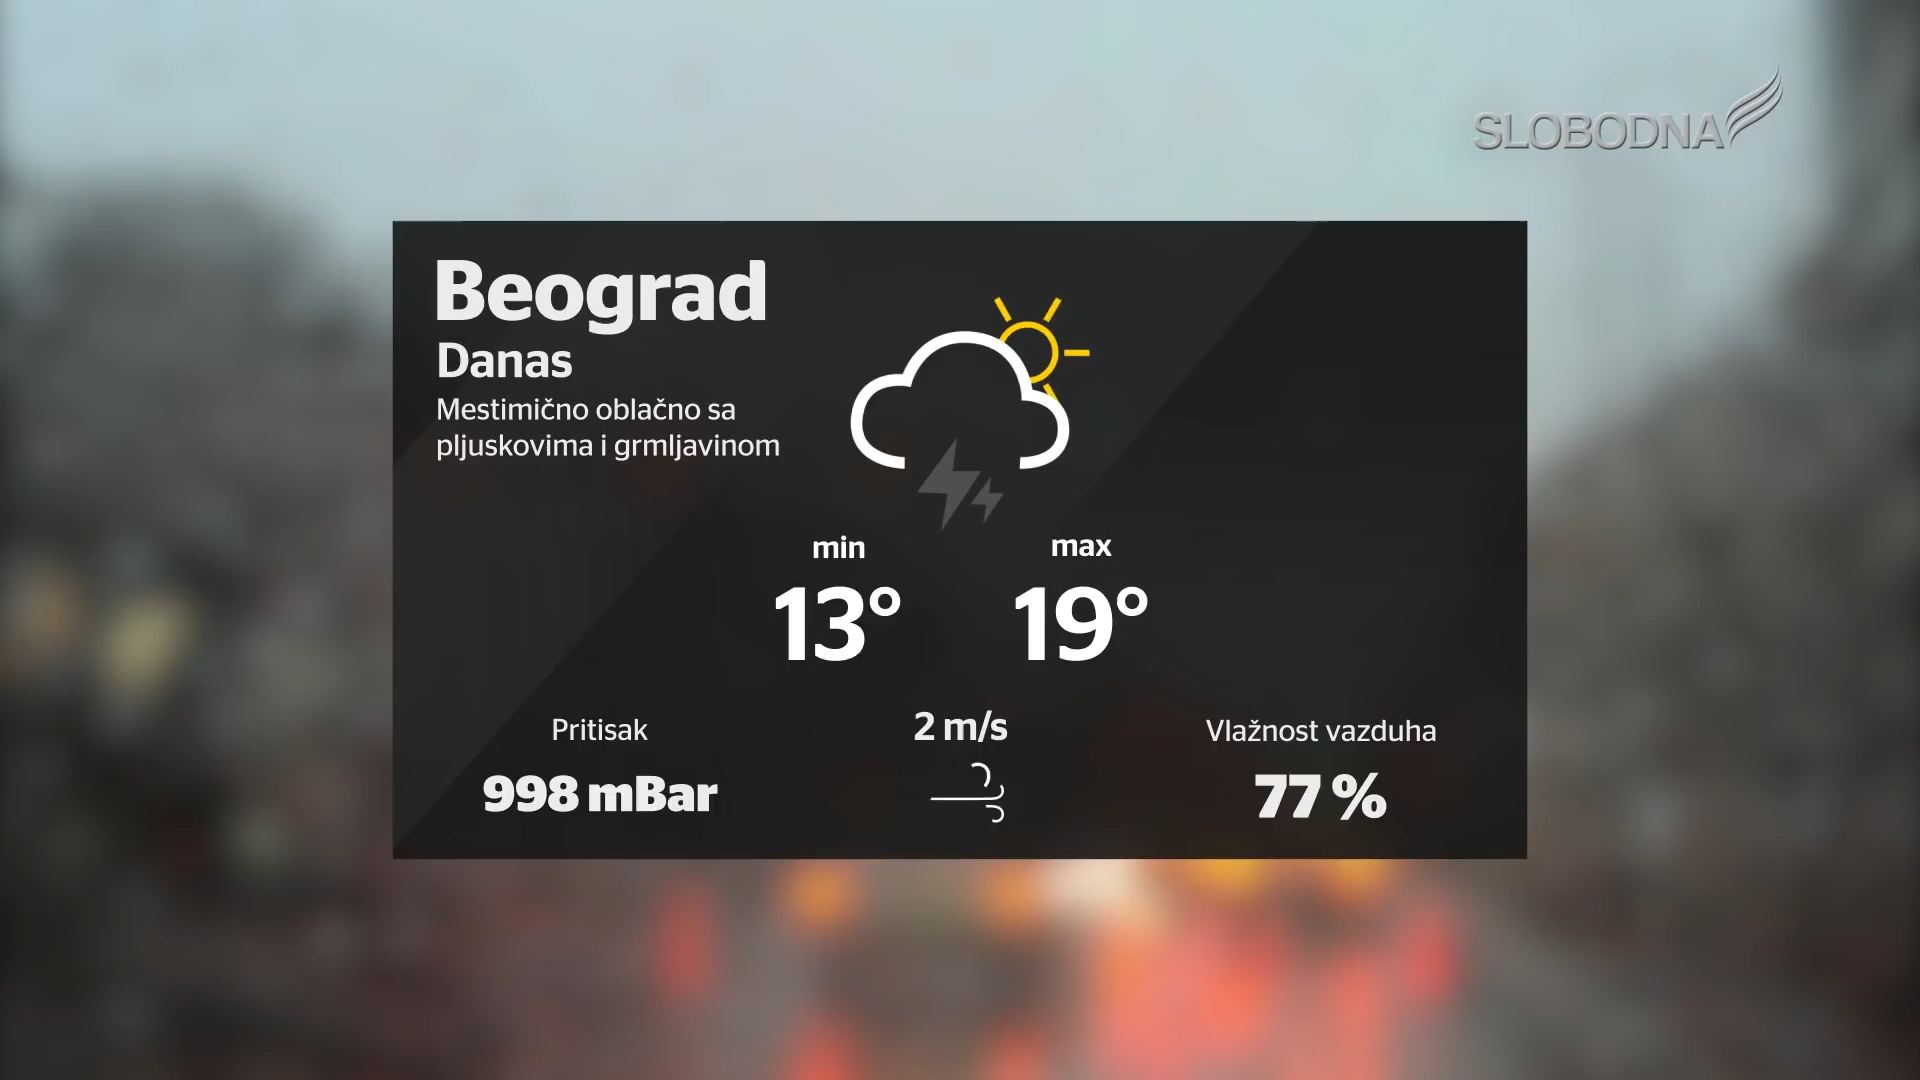 SLOBODNA
Beograd
Danas
Mestimično oblačno sa
pljuskovima i grmljavinom
min
max
13°
19°
Pritisak
2 m/s
Vlažnost vazduha
998 mBar
77 %